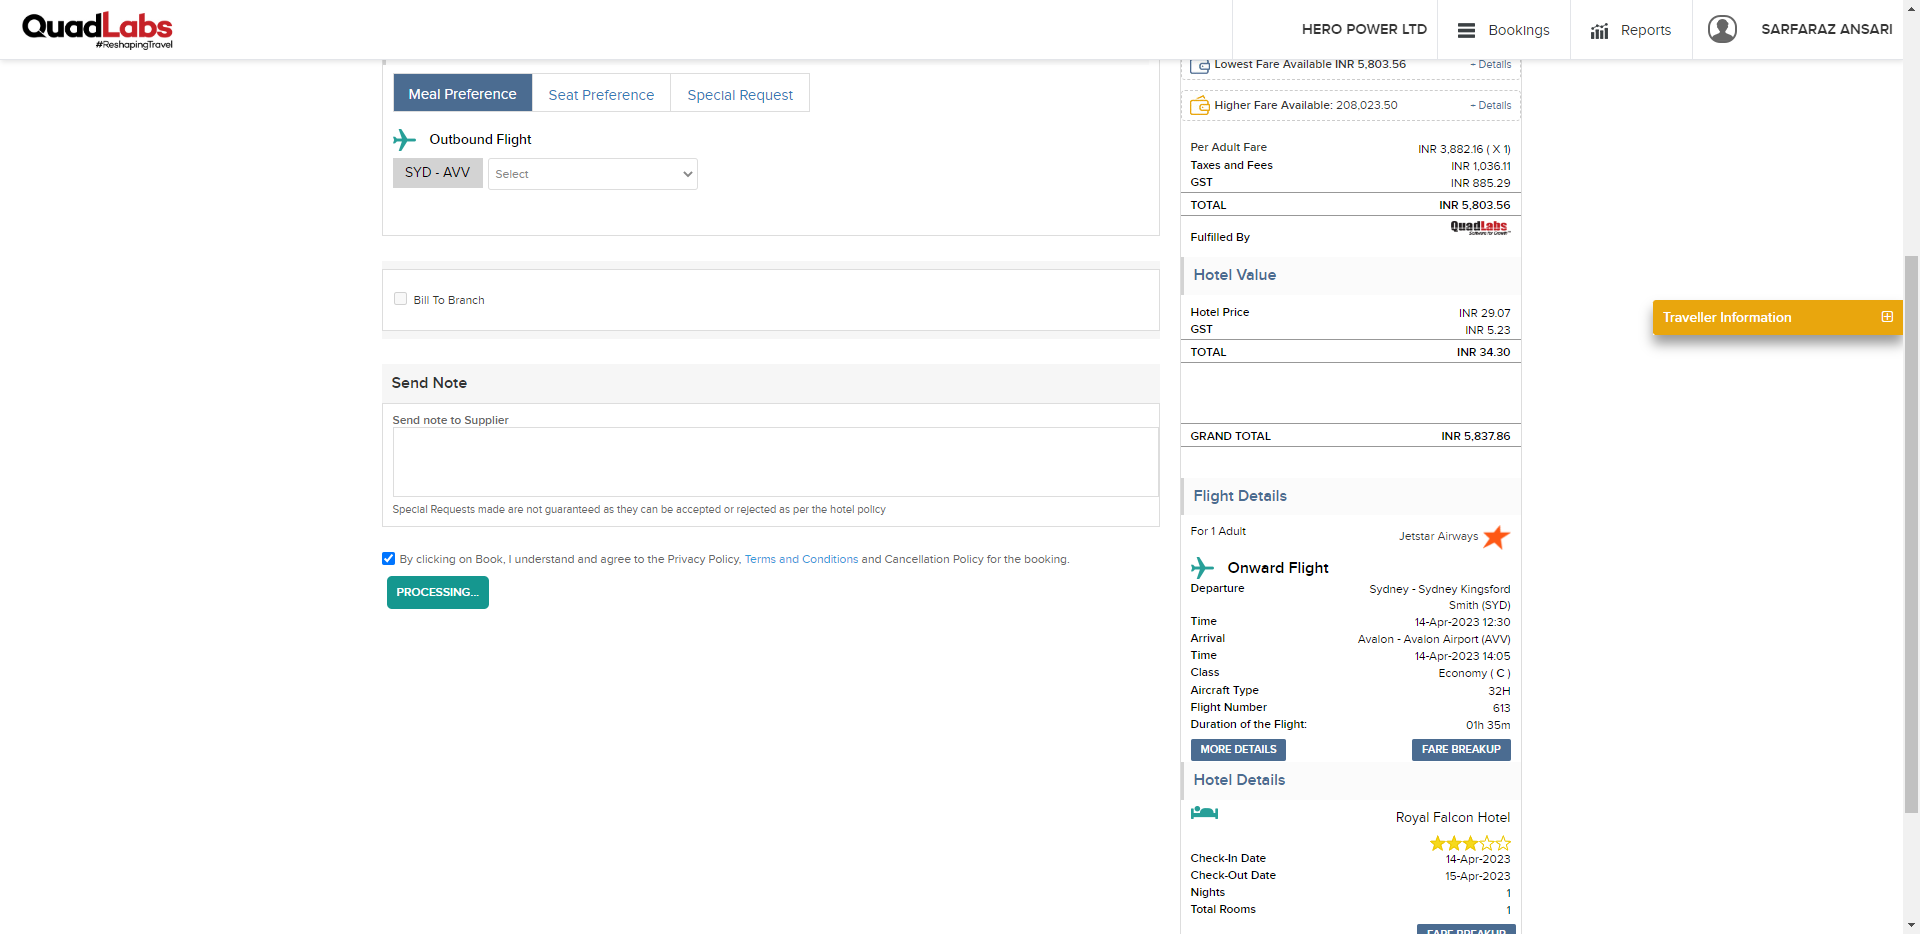 QuadLabs
#ReshapingTravel
HERO POWER LTD
Bookings
Reports
SARFARAZ ANSARI
Meal Preference
Seat Preference
Special Request
Outbound Flight
SYD - AVV
Select
Bill To Branch
Send Note
Send note to Supplier
Special Requests made are not guaranteed as they can be accepted or rejected as per the hotel policy
By clicking on Book, I understand and agree to the Privacy Policy, Terms and Conditions and Cancellation Policy for the booking.
PROCESSING...
Lowest Fare Available INR 5,803.56 + Details
Higher Fare Available: 208,023.50 + Details
Per Adult Fare INR 3,882.16 ( X 1)
Taxes and Fees INR 1,036.11
GST INR 885.29
TOTAL INR 5,803.56
QuadLabs
Fulfilled By
Hotel Value
Hotel Price INR 29.07
GST INR 5.23
TOTAL INR 34.30
GRAND TOTAL INR 5,837.86
Flight Details
For 1 Adult
Jetstar Airways
Onward Flight
Departure Sydney - Sydney Kingsford
Smith (SYD)
Time 14-Apr-2023 12:30
Arrival Avalon - Avalon Airport (AVV)
Time 14-Apr-2023 14:05
Class Economy ( C )
Aircraft Type 32H
Flight Number 613
Duration of the Flight: 01h 35m
MORE DETAILS FARE BREAKUP
Hotel Details
Royal Falcon Hotel
Check-In Date 14-Apr-2023
Check-Out Date 15-Apr-2023
Nights 1
Total Rooms 1
FARE BREAKUP
Traveller Information